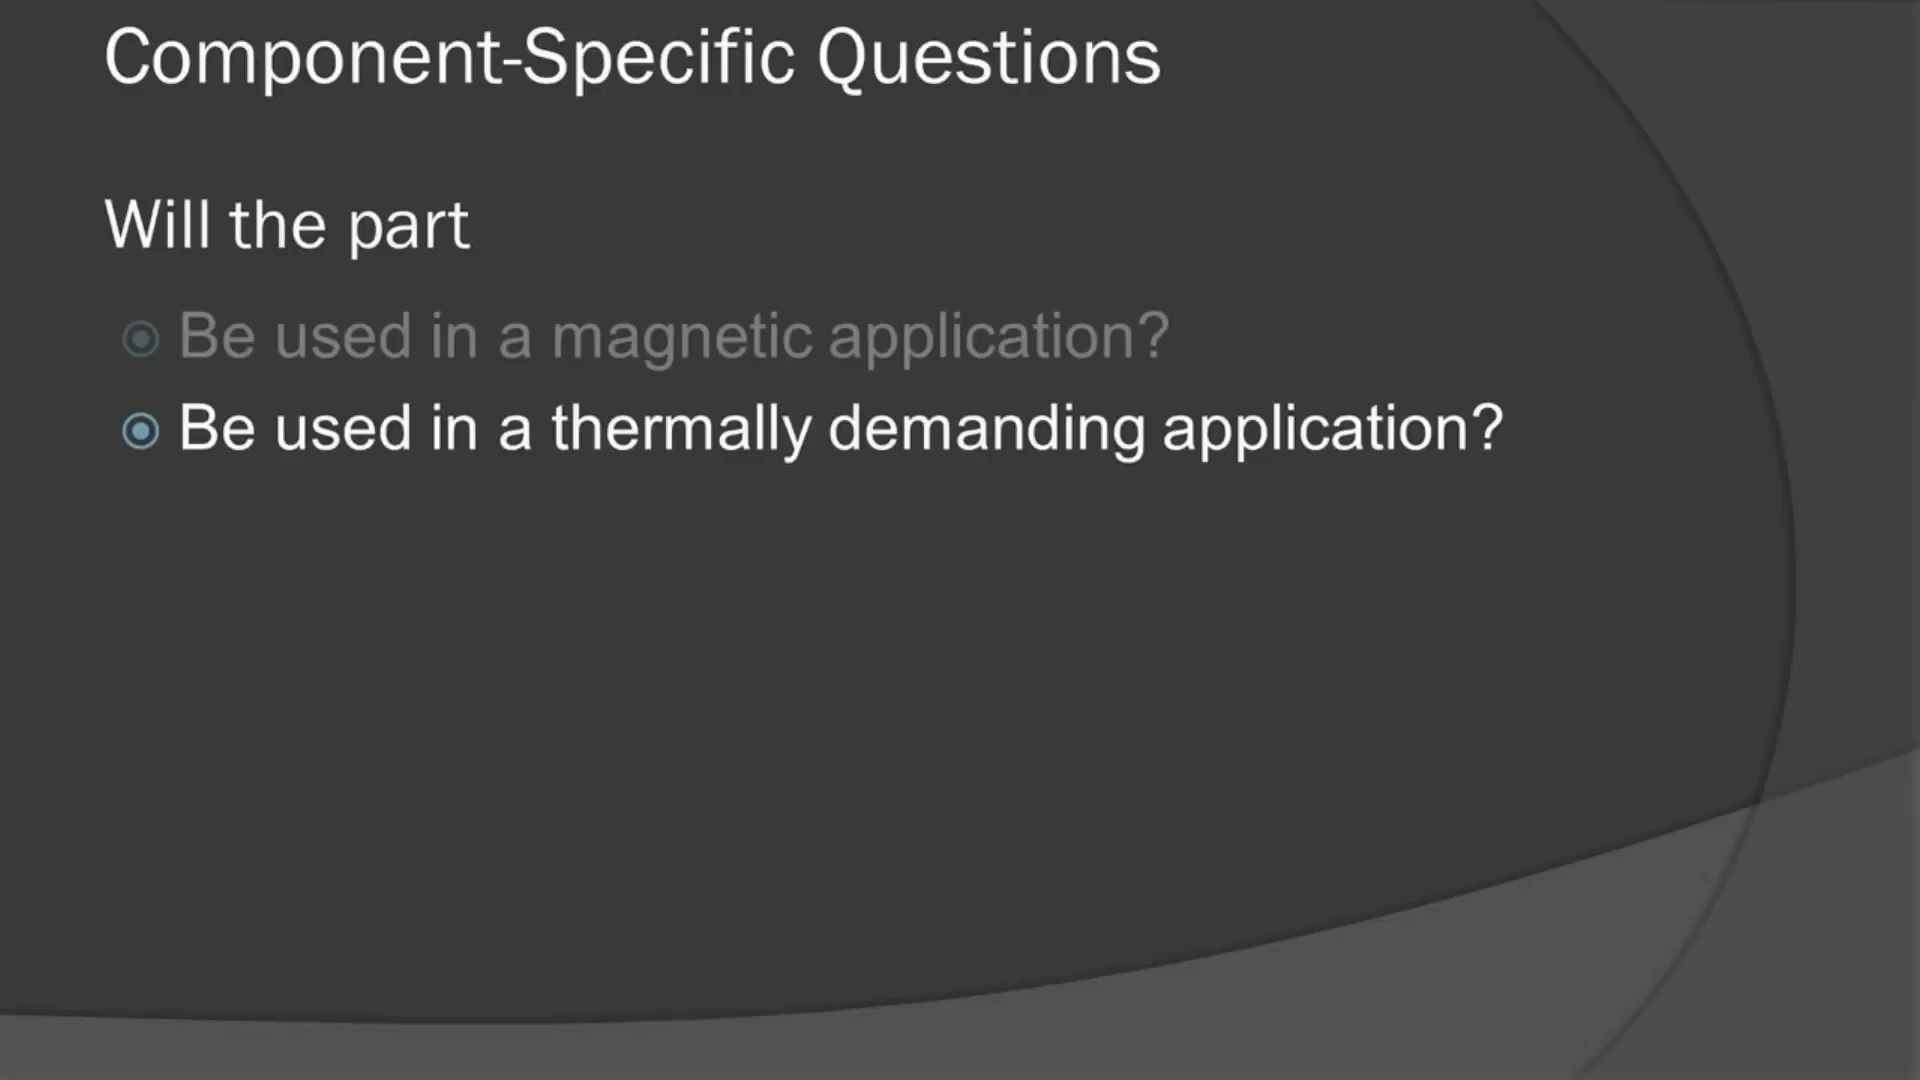 Component-Specific Questions
Will the part
Be used in a magnetic application?
Be used in a thermally demanding application?